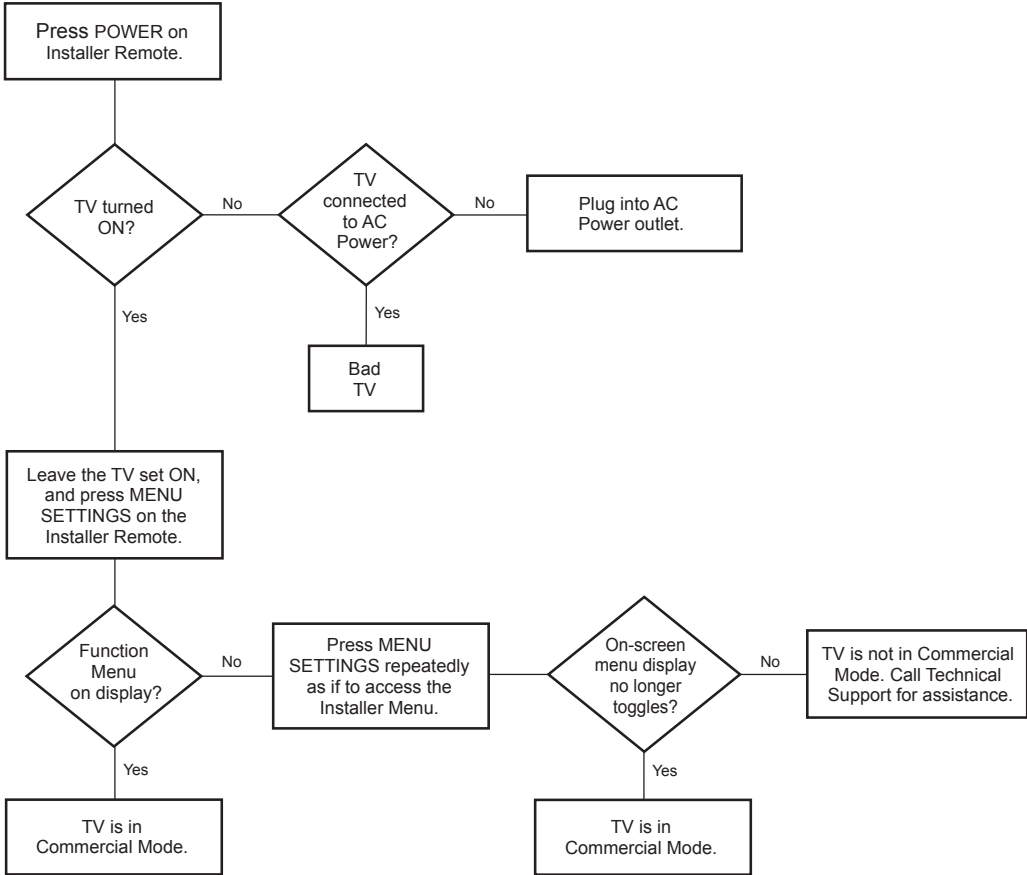 Press POWER on
Installer Remote.
TV turned
ON?
No
TV
connected
to AC
Power?
No
Plug into AC
Power outlet.
Yes
Yes
Bad
TV
Leave the TV set ON,
and press MENU
SETTINGS on the
Installer Remote.
Function
Menu
on display?
No
Press MENU
SETTINGS repeatedly
as if to access the
Installer Menu.
On-screen
menu display
no longer
toggles?
No
TV is not in Commercial
Mode. Call Technical
Support for assistance.
Yes
Yes
TV is in
Commercial Mode.
TV is in
Commercial Mode.